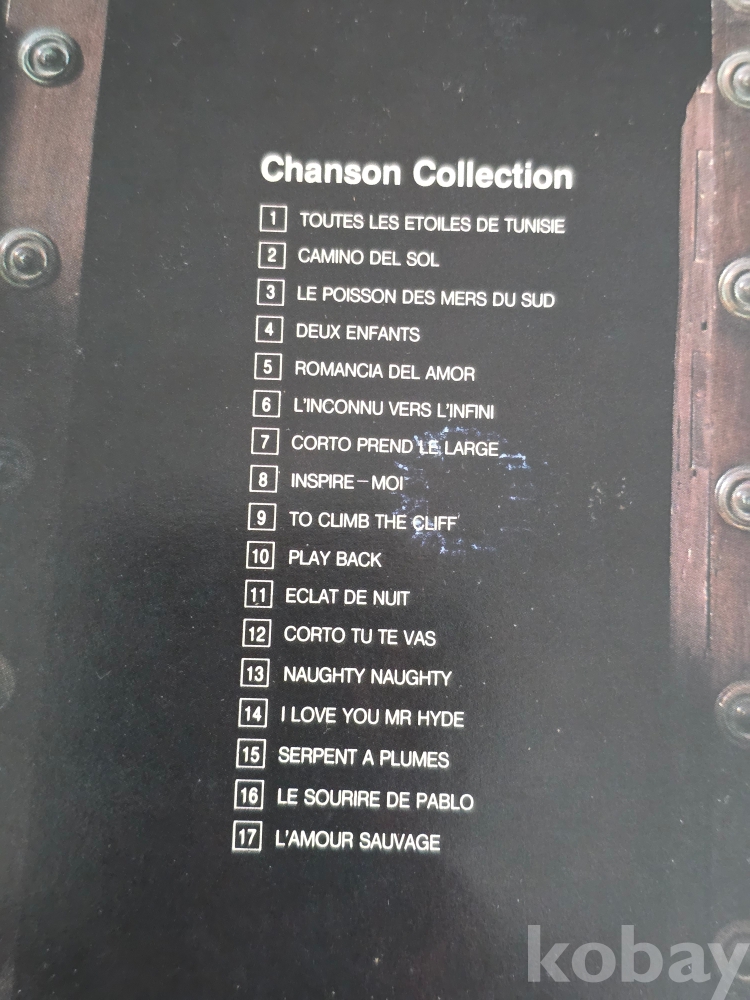 Chanson Collection
1 TOUTES LES ETOILES DE TUNISIE
2 CAMINO DEL SOL
3 LE POISSON DES MERS DU SUD
4 DEUX ENFANTS
5 ROMANCIA DEL AMOR
6 L'INCONNU VERS L'INFINI
7 CORTO PREND LE LARGE
8 INSPIRE-MOI
9 TO CLIMB THE CLIFF
10 PLAY BACK
11 ECLAT DE NUIT
12 CORTO TU TE VAS
13 NAUGHTY NAUGHTY
14 I LOVE YOU MR HYDE
15 SERPENT A PLUMES
16 LE SOURIRE DE PABLO
17 L'AMOUR SAUVAGE
kobay